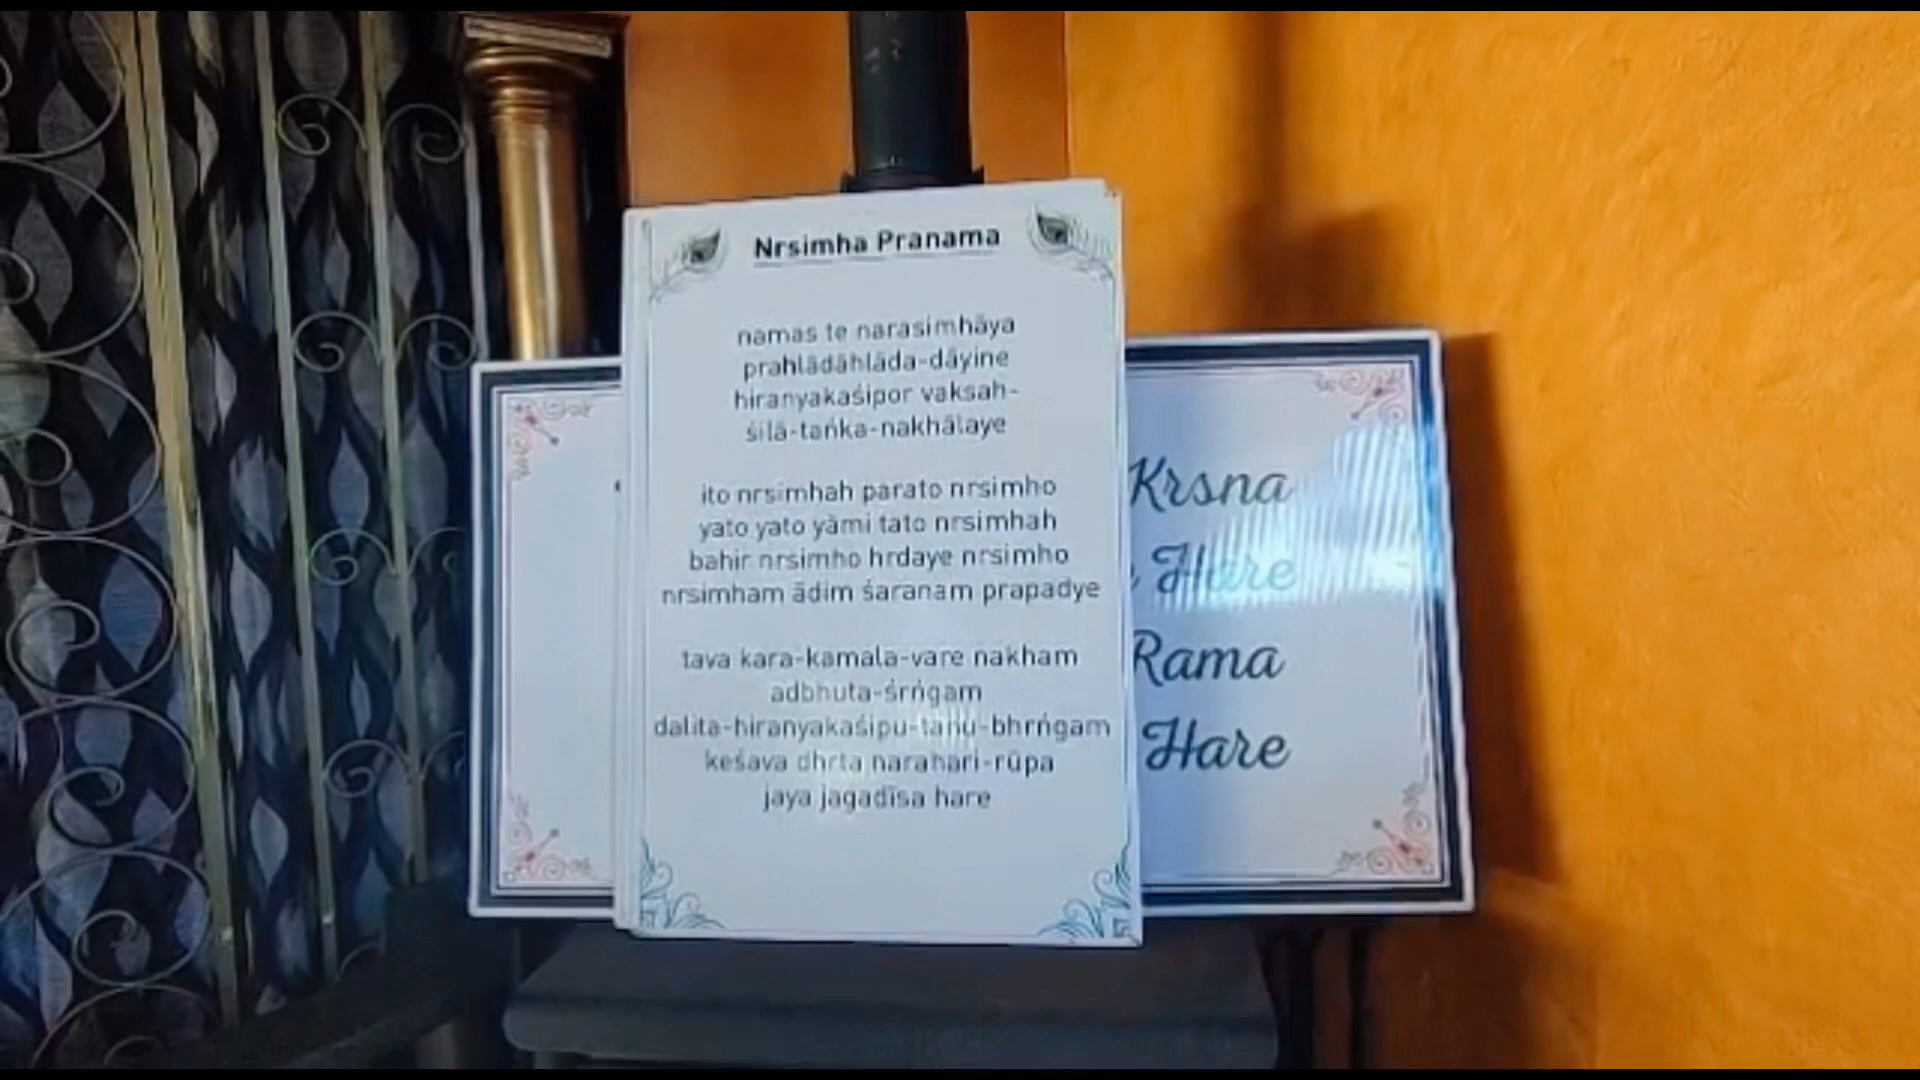 Nrsimha Pranama
namas te narasimhāya
prahlādāhlāda-dāyine
hiranyakaśipor vaksah-
śilā-taṅka-nakhālaye
ito nrsimhah parato nrsimho
yato yato yāmi tato nrsimhah
bahir nrsimho hrdaye nrsimho
nrsimham ādim śaranam prapadye
tava kara-kamala-vare nakham
adbhuta-śrṅgam
dalita-hiranyakaśipu-tanu-bhrṅgam
keśava dhrta narahari-rūpa
jaya jagadīsa hare
Krsna
Hare
Rama
Hare